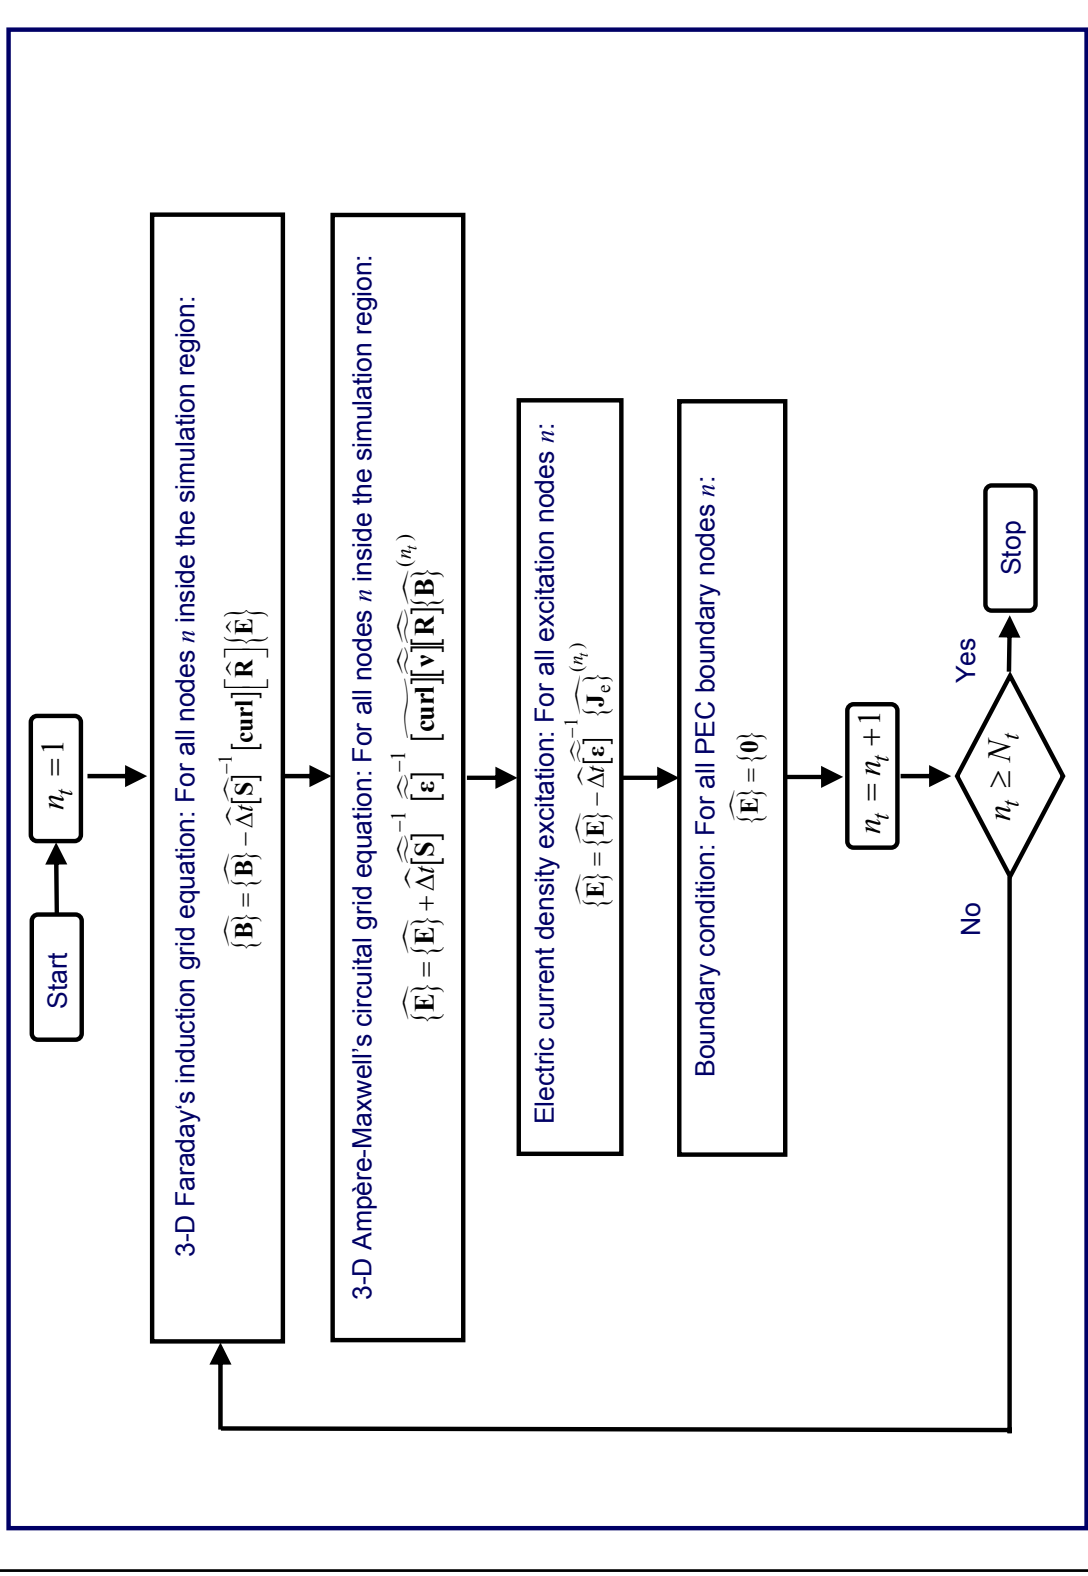 Start
n_t = 1
3-D Faraday‘s induction grid equation: For all nodes n inside the simulation region:
{B}^ = {B}^ − Δt^ [S]^^{−1} [curl] [R^] {E^}
3-D Ampère-Maxwell’s circuital grid equation: For all nodes n inside the simulation region:
{E}^ = {E}^ + Δt^ [S]^~^{−1} [ε]^~^{−1} [curl]~ [ν]^~ [R]^~ {B}^^{(n_t)}
Electric current density excitation: For all excitation nodes n:
{E}^ = {E}^ − Δt^ [ε]^~^{−1} {J_e}^^{(n_t)}
Boundary condition: For all PEC boundary nodes n:
{E}^ = {0}
n_t = n_t + 1
n_t ≥ N_t
No
Yes
Stop